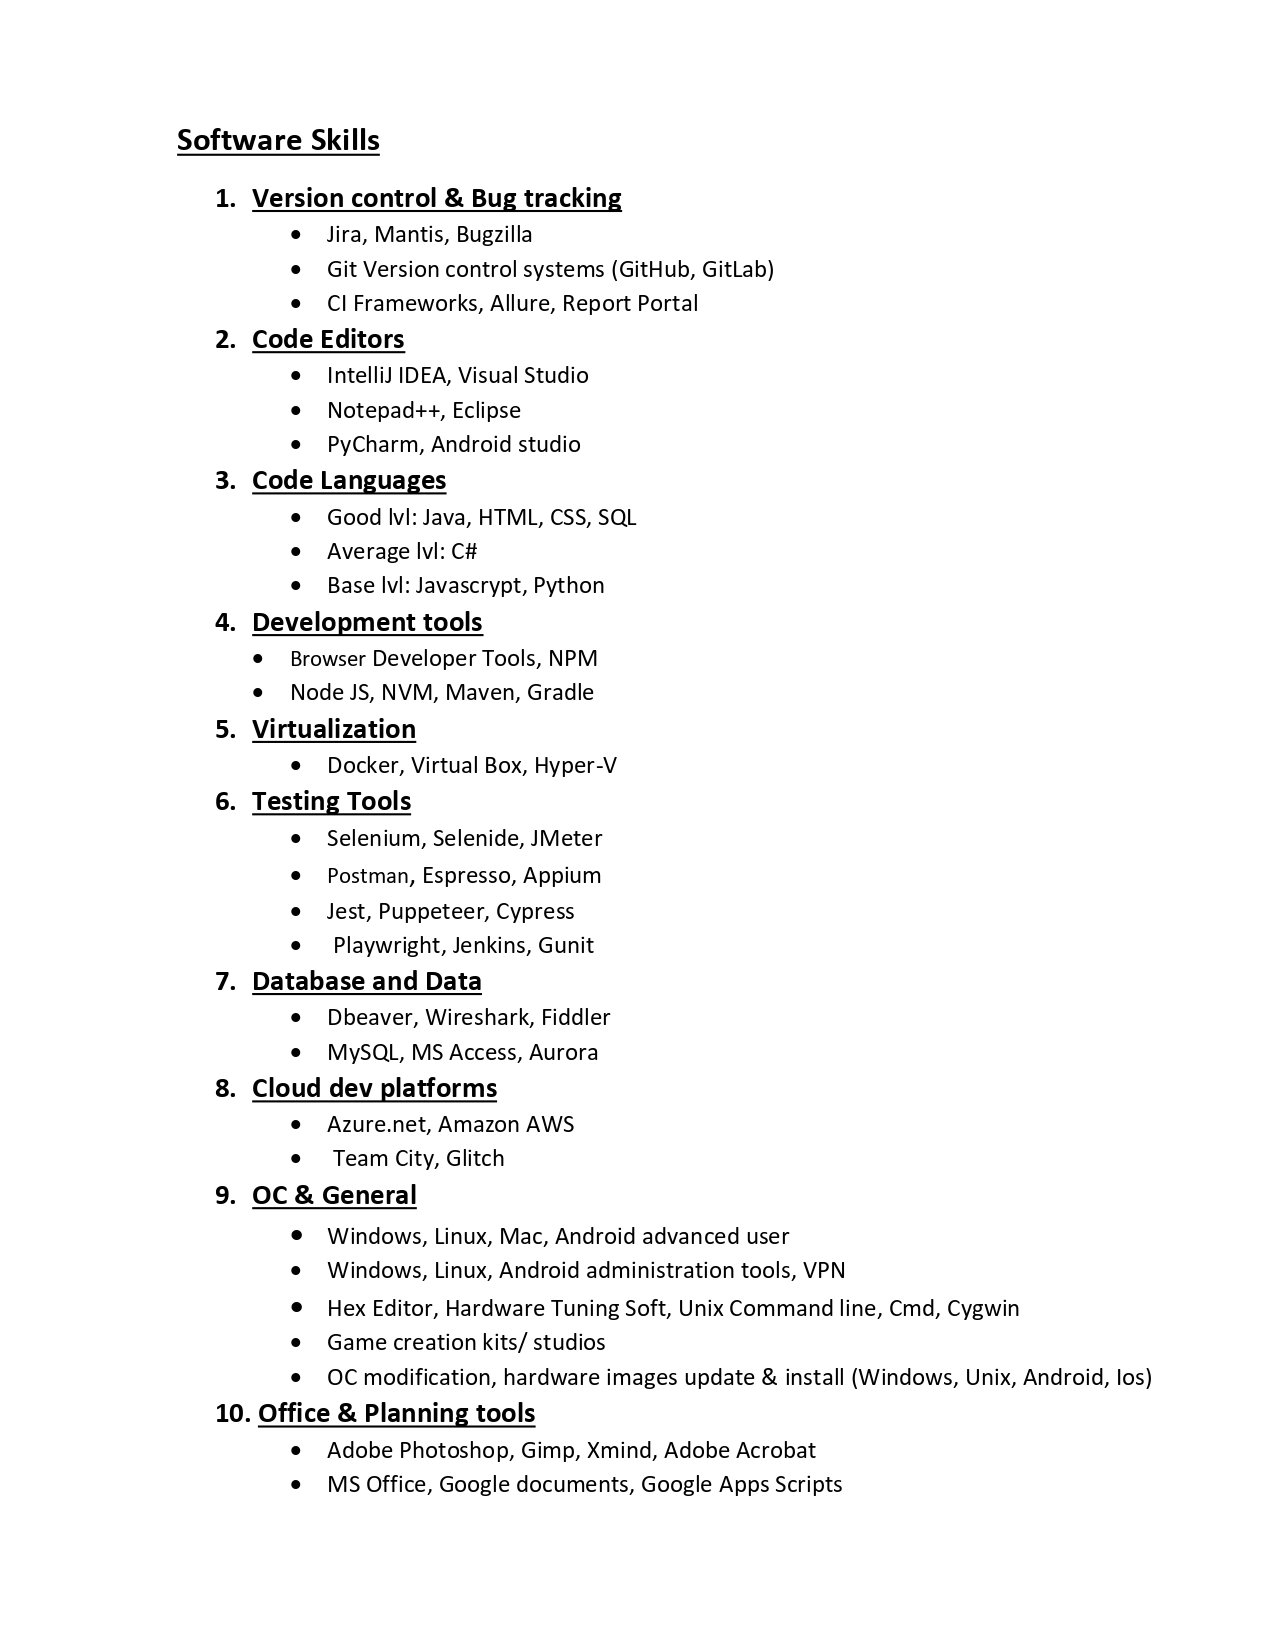 Software Skills
1. Version control & Bug tracking
• Jira, Mantis, Bugzilla
• Git Version control systems (GitHub, GitLab)
• CI Frameworks, Allure, Report Portal
2. Code Editors
• IntelliJ IDEA, Visual Studio
• Notepad++, Eclipse
• PyCharm, Android studio
3. Code Languages
• Good lvl: Java, HTML, CSS, SQL
• Average lvl: C#
• Base lvl: Javascrypt, Python
4. Development tools
• Browser Developer Tools, NPM
• Node JS, NVM, Maven, Gradle
5. Virtualization
• Docker, Virtual Box, Hyper-V
6. Testing Tools
• Selenium, Selenide, JMeter
• Postman, Espresso, Appium
• Jest, Puppeteer, Cypress
• Playwright, Jenkins, Gunit
7. Database and Data
• Dbeaver, Wireshark, Fiddler
• MySQL, MS Access, Aurora
8. Cloud dev platforms
• Azure.net, Amazon AWS
• Team City, Glitch
9. OC & General
• Windows, Linux, Mac, Android advanced user
• Windows, Linux, Android administration tools, VPN
• Hex Editor, Hardware Tuning Soft, Unix Command line, Cmd, Cygwin
• Game creation kits/ studios
• OC modification, hardware images update & install (Windows, Unix, Android, Ios)
10. Office & Planning tools
• Adobe Photoshop, Gimp, Xmind, Adobe Acrobat
• MS Office, Google documents, Google Apps Scripts